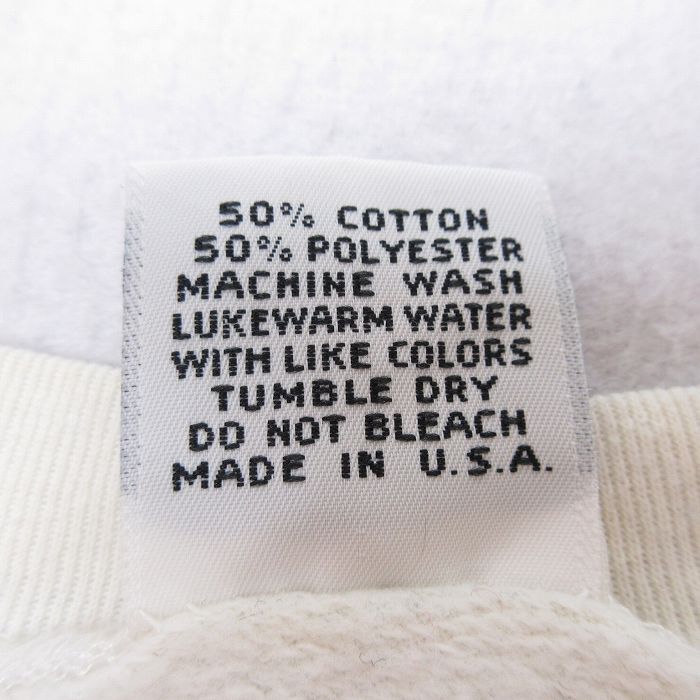 50% COTTON
50% POLYESTER
MACHINE WASH
LUKEWARM WATER
WITH LIKE COLORS
TUMBLE DRY
DO NOT BLEACH
MADE IN U.S.A.